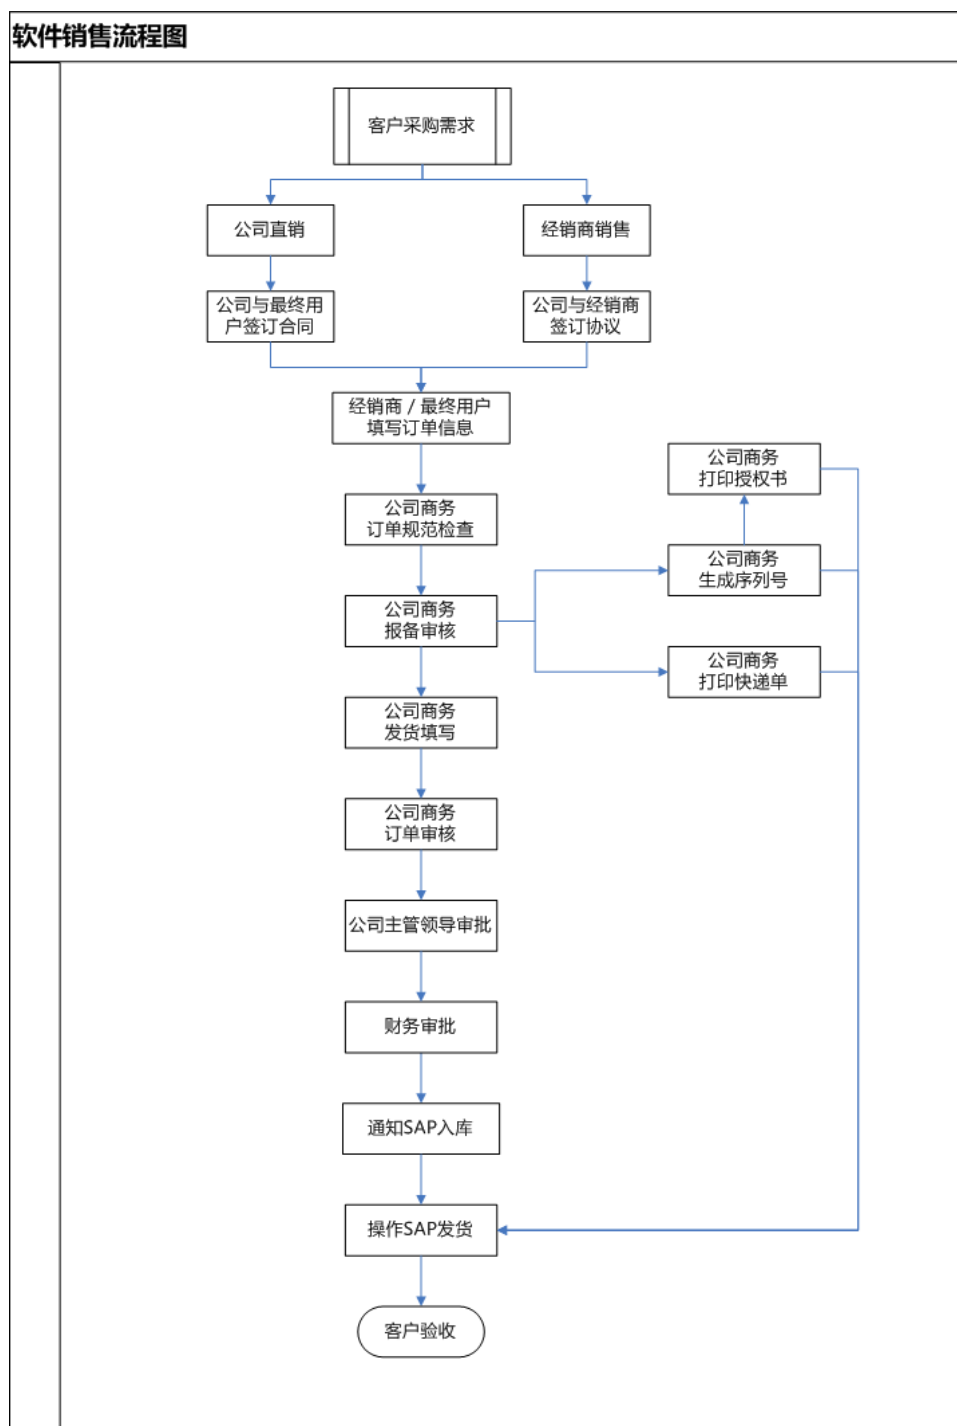 软件销售流程图
客户采购需求
公司直销
经销商销售
公司与最终用
户签订合同
公司与经销商
签订协议
经销商 / 最终用户
填写订单信息
公司商务
打印授权书
公司商务
订单规范检查
公司商务
生成序列号
公司商务
报备审核
公司商务
打印快递单
公司商务
发货填写
公司商务
订单审核
公司主管领导审批
财务审批
通知SAP入库
操作SAP发货
客户验收